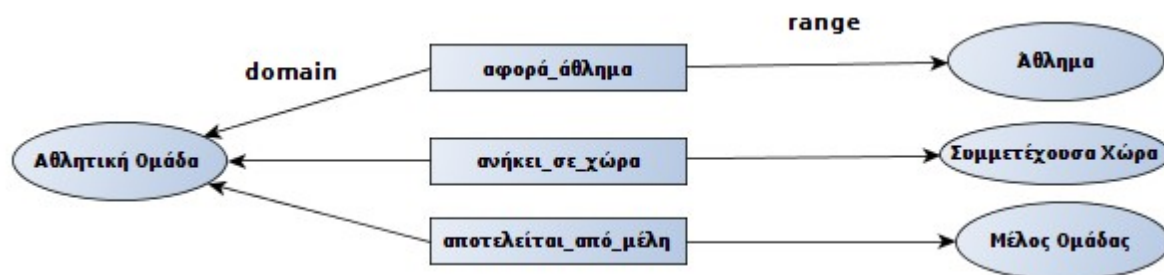 range
domain
αφορά_άθλημα
Άθλημα
Αθλητική Ομάδα
ανήκει_σε_χώρα
Συμμετέχουσα Χώρα
αποτελείται_από_μέλη
Μέλος Ομάδας